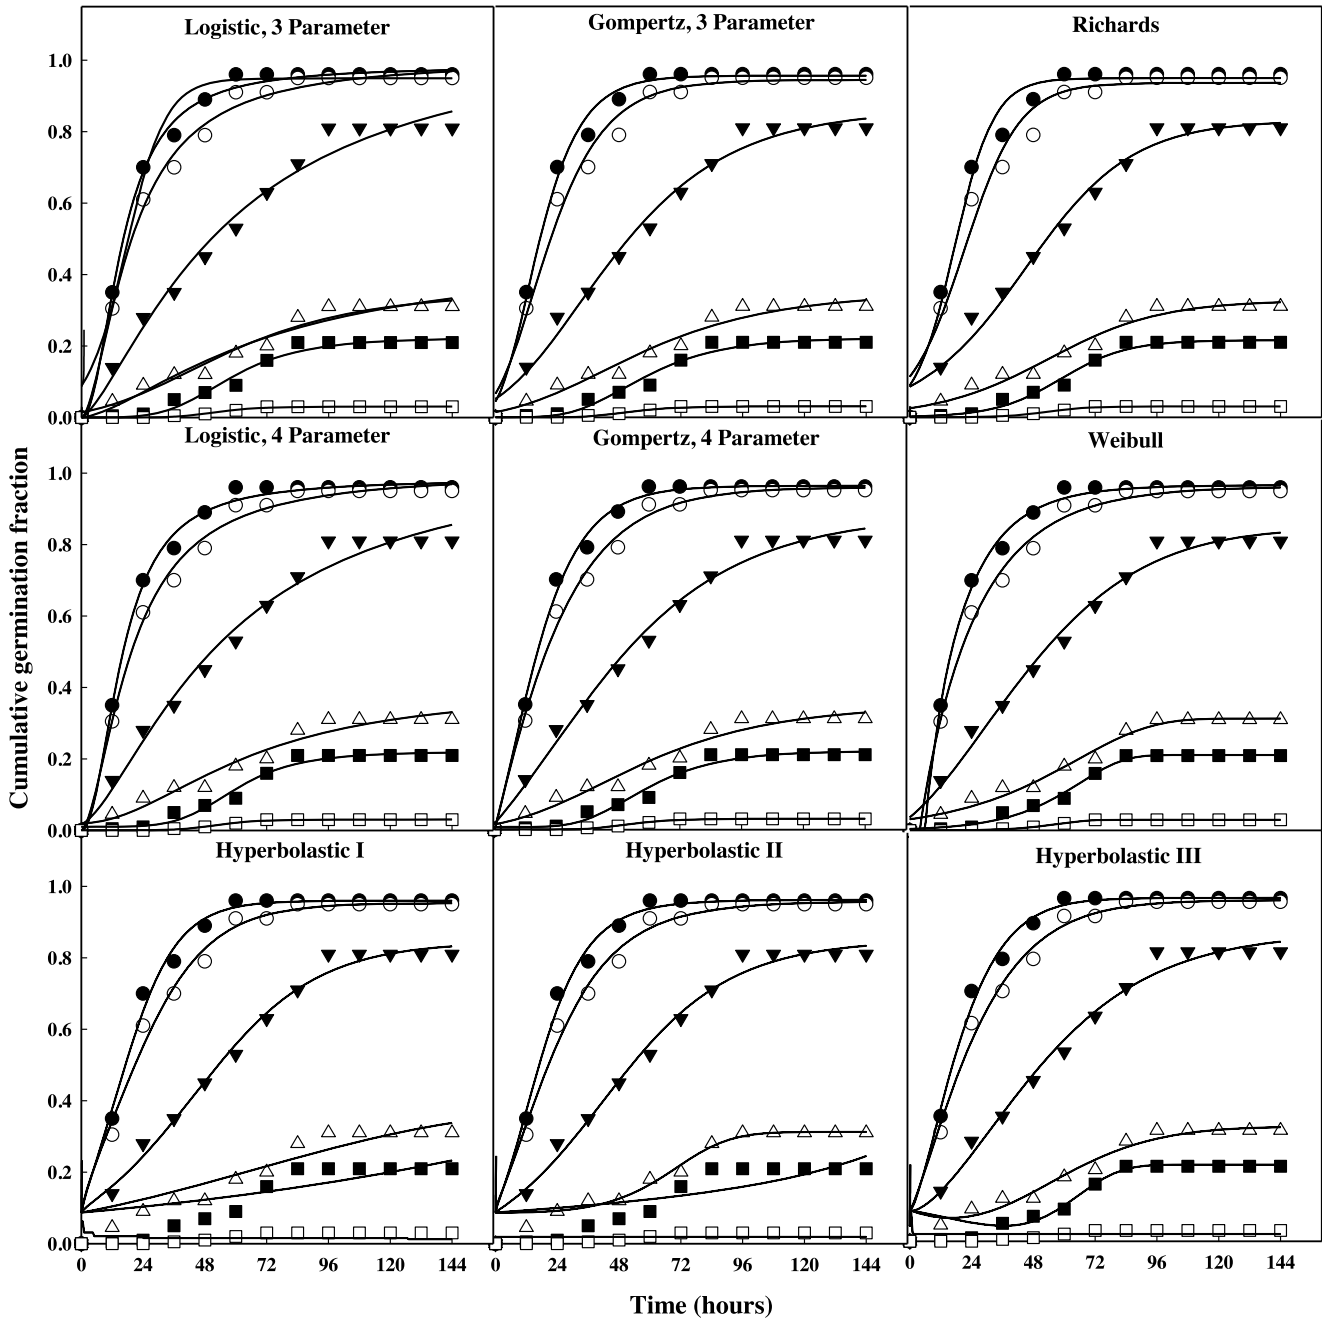 Logistic, 3 Parameter
Gompertz, 3 Parameter
Richards
1.0
0.8
0.6
0.4
0.2
0.0
Logistic, 4 Parameter
Gompertz, 4 Parameter
Weibull
1.0
0.8
0.6
0.4
0.2
0.0
Cumulative germination fraction
Hyperbolastic I
Hyperbolastic II
Hyperbolastic III
1.0
0.8
0.6
0.4
0.2
0.0
0 24 48 72 96 120 144
0 24 48 72 96 120 144
0 24 48 72 96 120 144
Time (hours)